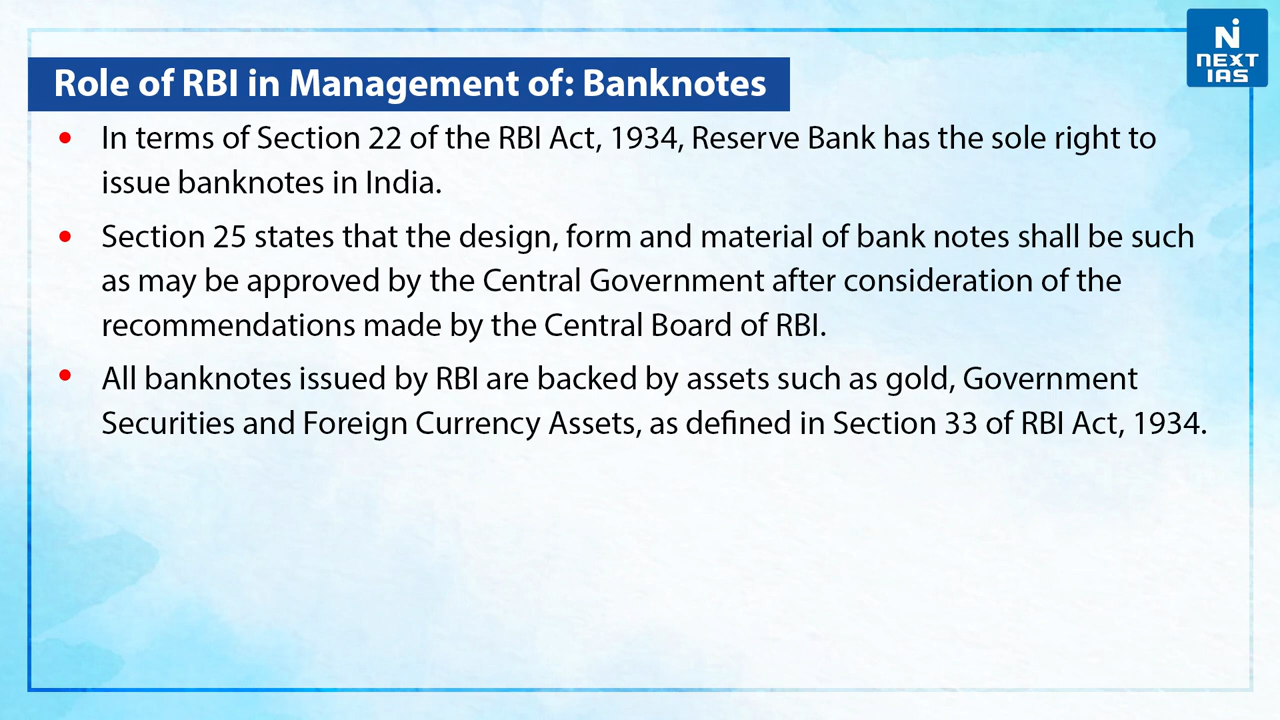 NEXT
IAS
Role of RBI in Management of: Banknotes
• In terms of Section 22 of the RBI Act, 1934, Reserve Bank has the sole right to
issue banknotes in India.
• Section 25 states that the design, form and material of bank notes shall be such
as may be approved by the Central Government after consideration of the
recommendations made by the Central Board of RBI.
• All banknotes issued by RBI are backed by assets such as gold, Government
Securities and Foreign Currency Assets, as defined in Section 33 of RBI Act, 1934.